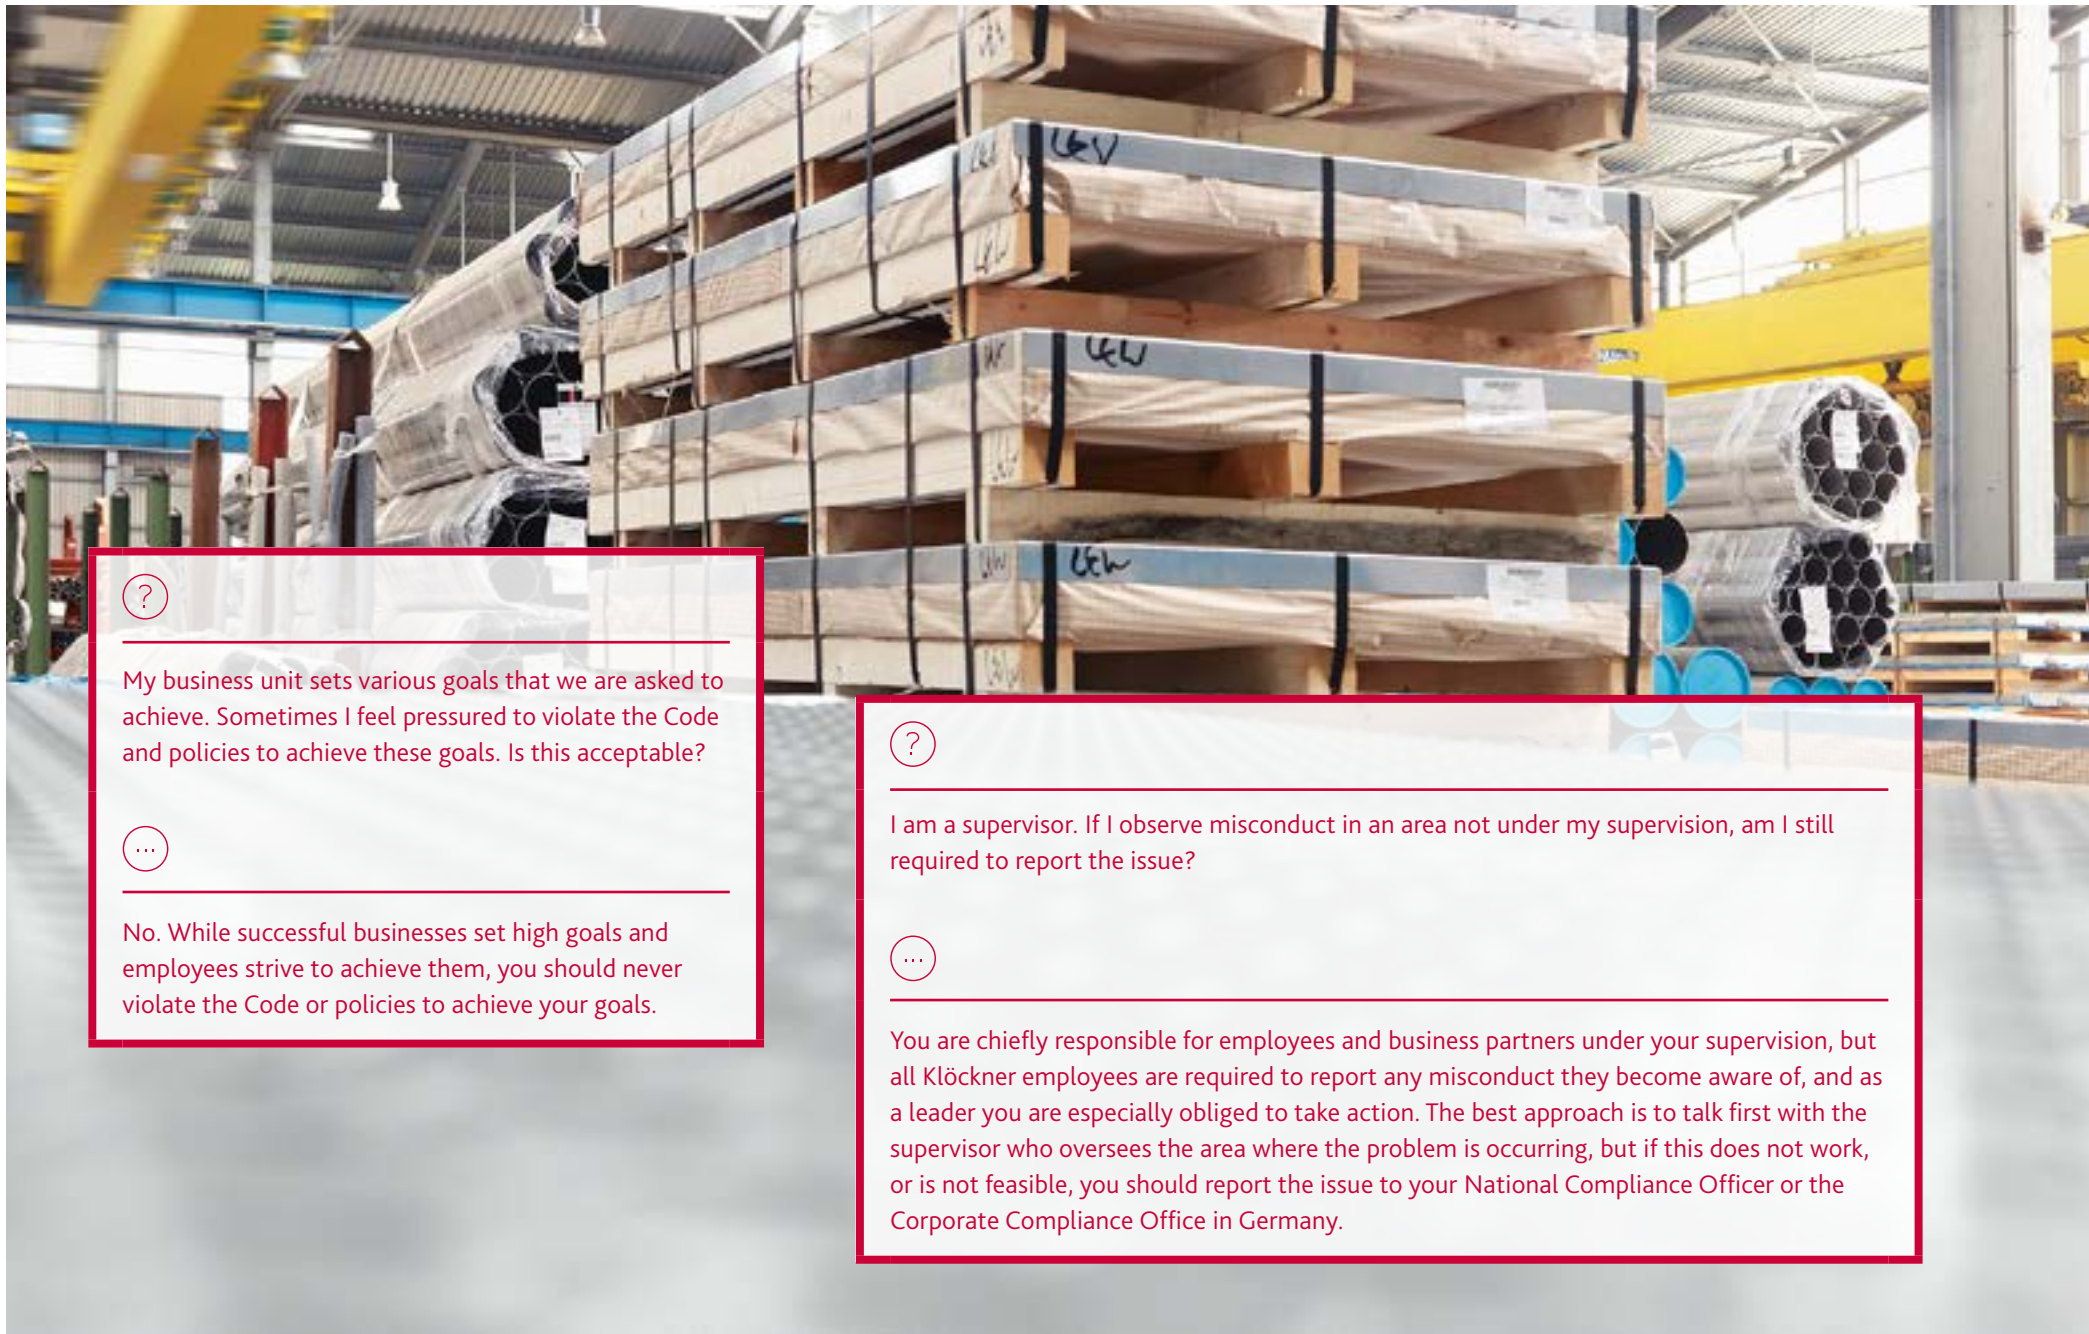 ?
My business unit sets various goals that we are asked to
achieve. Sometimes I feel pressured to violate the Code
and policies to achieve these goals. Is this acceptable?
...
No. While successful businesses set high goals and
employees strive to achieve them, you should never
violate the Code or policies to achieve your goals.
?
I am a supervisor. If I observe misconduct in an area not under my supervision, am I still
required to report the issue?
...
You are chiefly responsible for employees and business partners under your supervision, but
all Klöckner employees are required to report any misconduct they become aware of, and as
a leader you are especially obliged to take action. The best approach is to talk first with the
supervisor who oversees the area where the problem is occurring, but if this does not work,
or is not feasible, you should report the issue to your National Compliance Officer or the
Corporate Compliance Office in Germany.